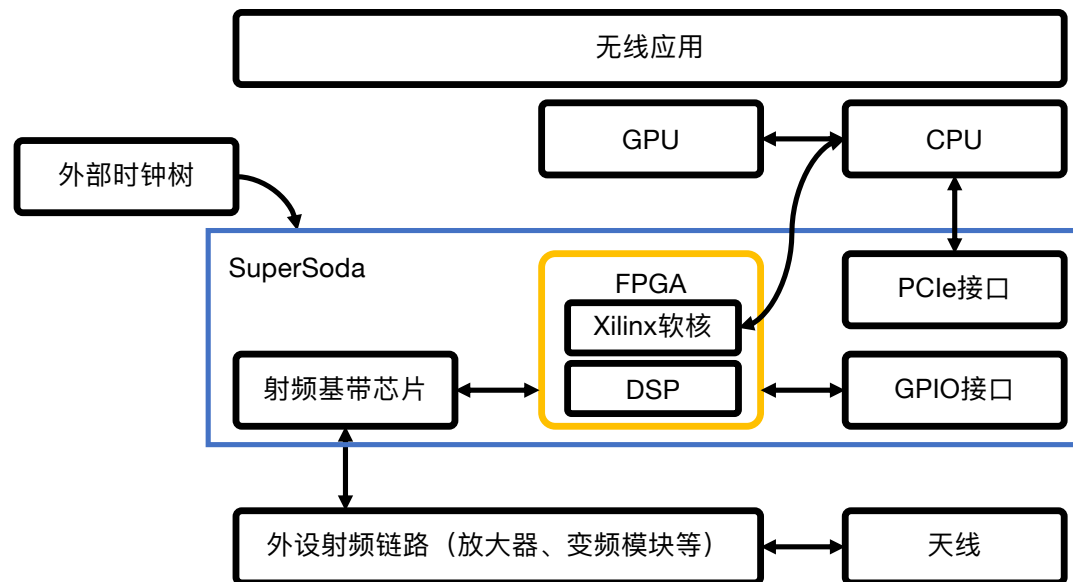 无线应用
GPU
CPU
外部时钟树
SuperSoda
FPGA
PCIe接口
Xilinx软核
射频基带芯片
DSP
GPIO接口
外设射频链路（放大器、变频模块等）
天线